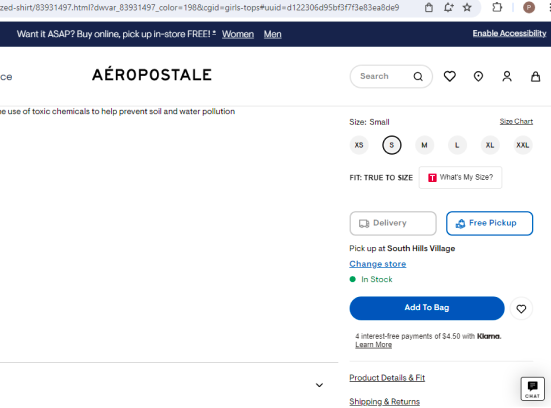 zed-shirt/83931497.html?dwvar_83931497_color=198&cgid=girls-tops#uuid=d122306d95bf3f7f3e83ea8de9
P
Want it ASAP? Buy online, pick up in-store FREE! * Women Men Enable Accessibility
ce AÉROPOSTALE Search
e use of toxic chemicals to help prevent soil and water pollution
Size: Small Size Chart
XS S M L XL XXL
FIT: TRUE TO SIZE T What's My Size?
Delivery Free Pickup
Pick up at South Hills Village
Change store
In Stock
Add To Bag
4 interest-free payments of $4.50 with Klarna.
Learn More
Product Details & Fit
Shipping & Returns
CHAT